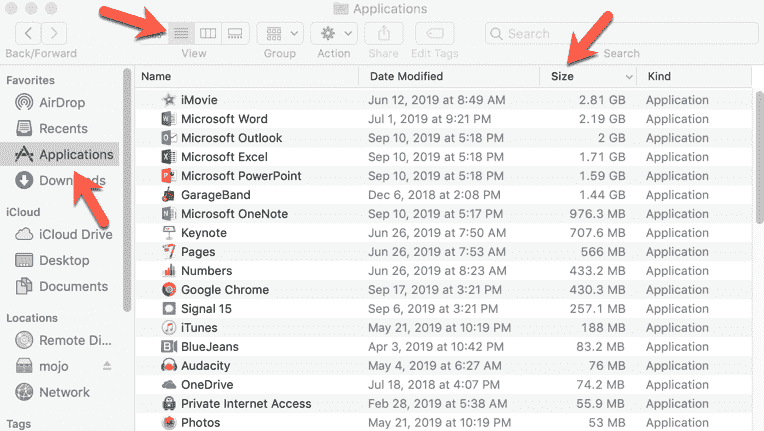 Applications
Back/Forward View Group Action Share Edit Tags Search
Search
Favorites
AirDrop
Recents
Applications
Downloads
iCloud
iCloud Drive
Desktop
Documents
Locations
Remote Di...
mojo
Network
Tags
Name Date Modified Size Kind
iMovie Jun 12, 2019 at 8:49 AM 2.81 GB Application
Microsoft Word Jul 1, 2019 at 9:21 PM 2.19 GB Application
Microsoft Outlook Sep 10, 2019 at 5:18 PM 2 GB Application
Microsoft Excel Sep 10, 2019 at 5:18 PM 1.71 GB Application
Microsoft PowerPoint Sep 10, 2019 at 5:18 PM 1.59 GB Application
GarageBand Dec 6, 2018 at 2:08 PM 1.44 GB Application
Microsoft OneNote Sep 10, 2019 at 5:17 PM 976.3 MB Application
Keynote Jun 26, 2019 at 7:50 AM 707.6 MB Application
Pages Jun 26, 2019 at 7:53 AM 566 MB Application
Numbers Jun 26, 2019 at 8:23 AM 433.2 MB Application
Google Chrome Sep 17, 2019 at 3:21 PM 430.3 MB Application
Signal 15 Sep 6, 2019 at 3:21 PM 257.1 MB Application
iTunes May 21, 2019 at 10:19 PM 188 MB Application
BlueJeans Apr 3, 2019 at 10:42 PM 83.2 MB Application
Audacity May 4, 2019 at 6:27 AM 76 MB Application
OneDrive Jul 18, 2018 at 4:07 PM 74.2 MB Application
Private Internet Access Feb 28, 2019 at 5:38 AM 55.9 MB Application
Photos May 21, 2019 at 10:19 PM 53 MB Application